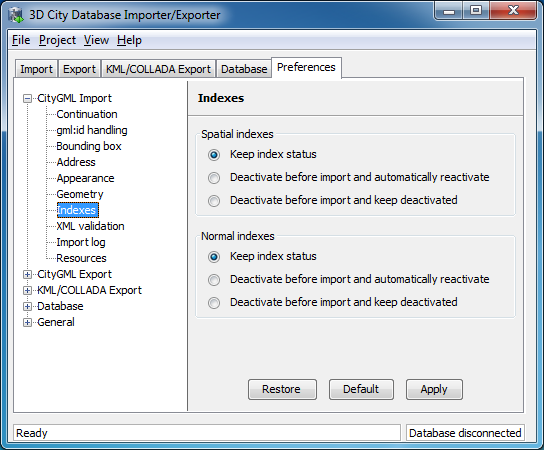 3D City Database Importer/Exporter
File Project View Help
Import Export KML/COLLADA Export Database Preferences
CityGML Import
Continuation
gml:id handling
Bounding box
Address
Appearance
Geometry
Indexes
XML validation
Import log
Resources
CityGML Export
KML/COLLADA Export
Database
General
Indexes
Spatial indexes
Keep index status
Deactivate before import and automatically reactivate
Deactivate before import and keep deactivated
Normal indexes
Keep index status
Deactivate before import and automatically reactivate
Deactivate before import and keep deactivated
Restore Default Apply
Ready Database disconnected